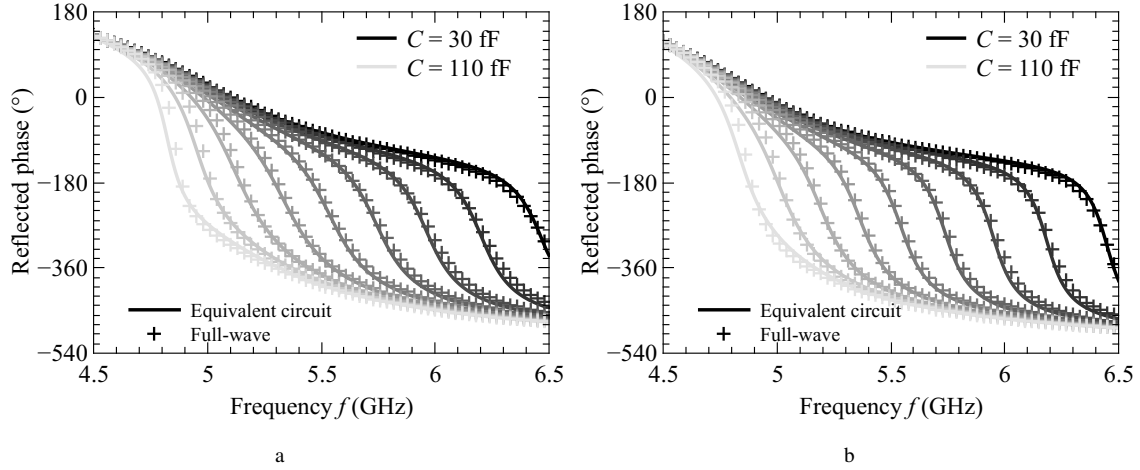 180
0
−180
−360
−540
Reflected phase (°)
C = 30 fF
C = 110 fF
Equivalent circuit
Full-wave
4.5 5 5.5 6 6.5
Frequency f (GHz)
a
180
0
−180
−360
−540
Reflected phase (°)
C = 30 fF
C = 110 fF
Equivalent circuit
Full-wave
4.5 5 5.5 6 6.5
Frequency f (GHz)
b